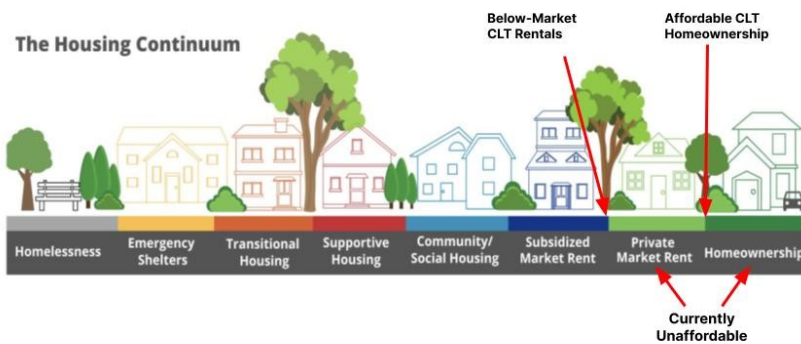 Below-Market
CLT Rentals
Affordable CLT
Homeownership
The Housing Continuum
Homelessness
Emergency
Shelters
Transitional
Housing
Supportive
Housing
Community/
Social Housing
Subsidized
Market Rent
Private
Market Rent
Homeownership
Currently
Unaffordable